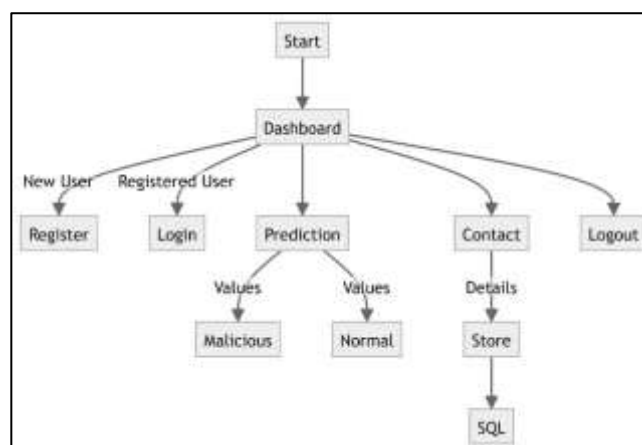 Start
Dashboard
New User Registered User
Register Login Prediction Contact Logout
Values Values Details
Malicious Normal Store
SQL